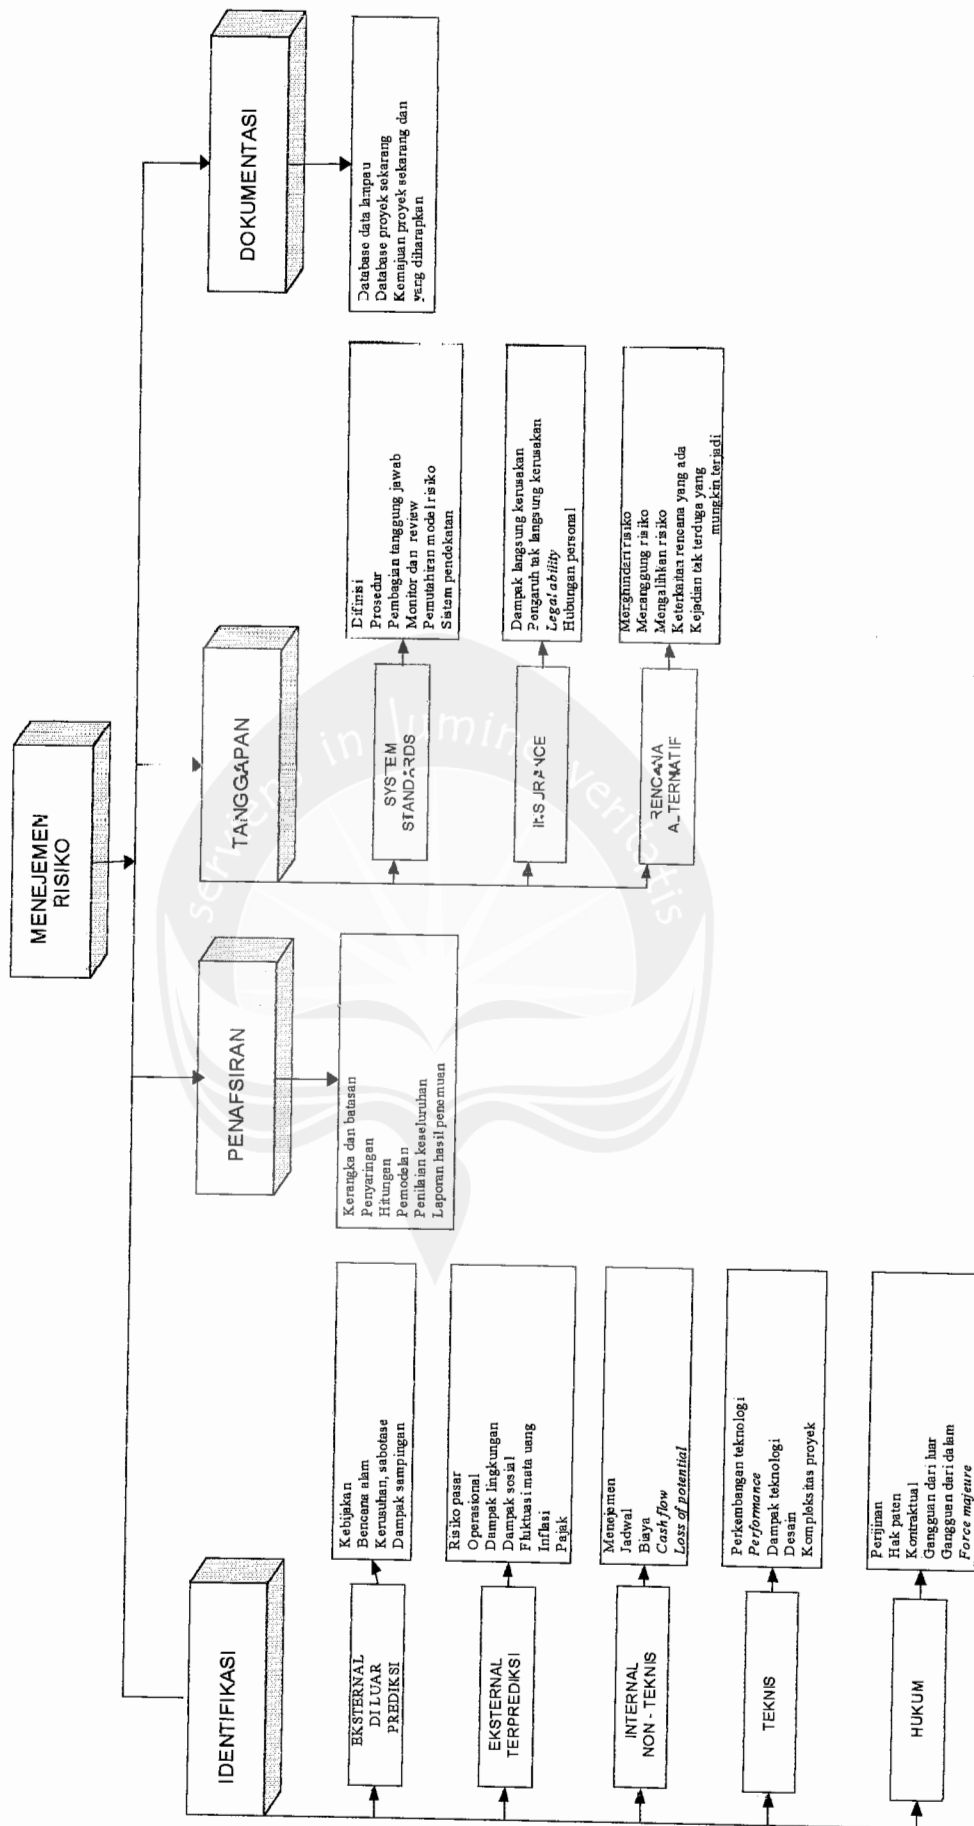 MENEJEMEN
RISIKO
IDENTIFIKASI
EKSTERNAL
DI LUAR
PREDIKSI
Kebijakan
Bencana alam
Kerusuhan, sabotase
Dampak sampingan
EKSTERNAL
TERPREDIKSI
Risiko pasar
Operasional
Dampak lingkungan
Dampak sosial
Fluktuasi mata uang
Inflasi
Pajak
INTERNAL
NON - TEKNIS
Menejemen
Jadwal
Biaya
Cash flow
Loss of potential
TEKNIS
Perkembangan teknologi
Performance
Dampak teknologi
Desain
Kompleksitas proyek
HUKUM
Perijinan
Hak paten
Kontraktual
Gangguan dari luar
Gangguan dari dalam
Force majeure
PENAFSIRAN
Kerangka dan batasan
Penyaringan
Hitungan
Pemodelan
Penilaian keseluruhan
Laporan hasil penemuan
TANGGAPAN
SYSTEM
STANDARDS
Difinisi
Prosedur
Pembagian tanggung jawab
Monitor dan review
Pemutahiran model risiko
Sistem pendekatan
INSURANCE
Dampak langsung kerusakan
Pengaruh tak langsung kerusakan
Legal ability
Hubungan personal
RENCANA
ALTERMATIF
Menghindari risiko
Menanggung risiko
Mengalihkan risiko
Keterkaitan rencana yang ada
Kejadian tak terduga yang
mungkin terjadi
DOKUMENTASI
Database data lampau
Database proyek sekarang
Kemajuan proyek sekarang dan
yang diharapkan
serviens in lumine veritatis